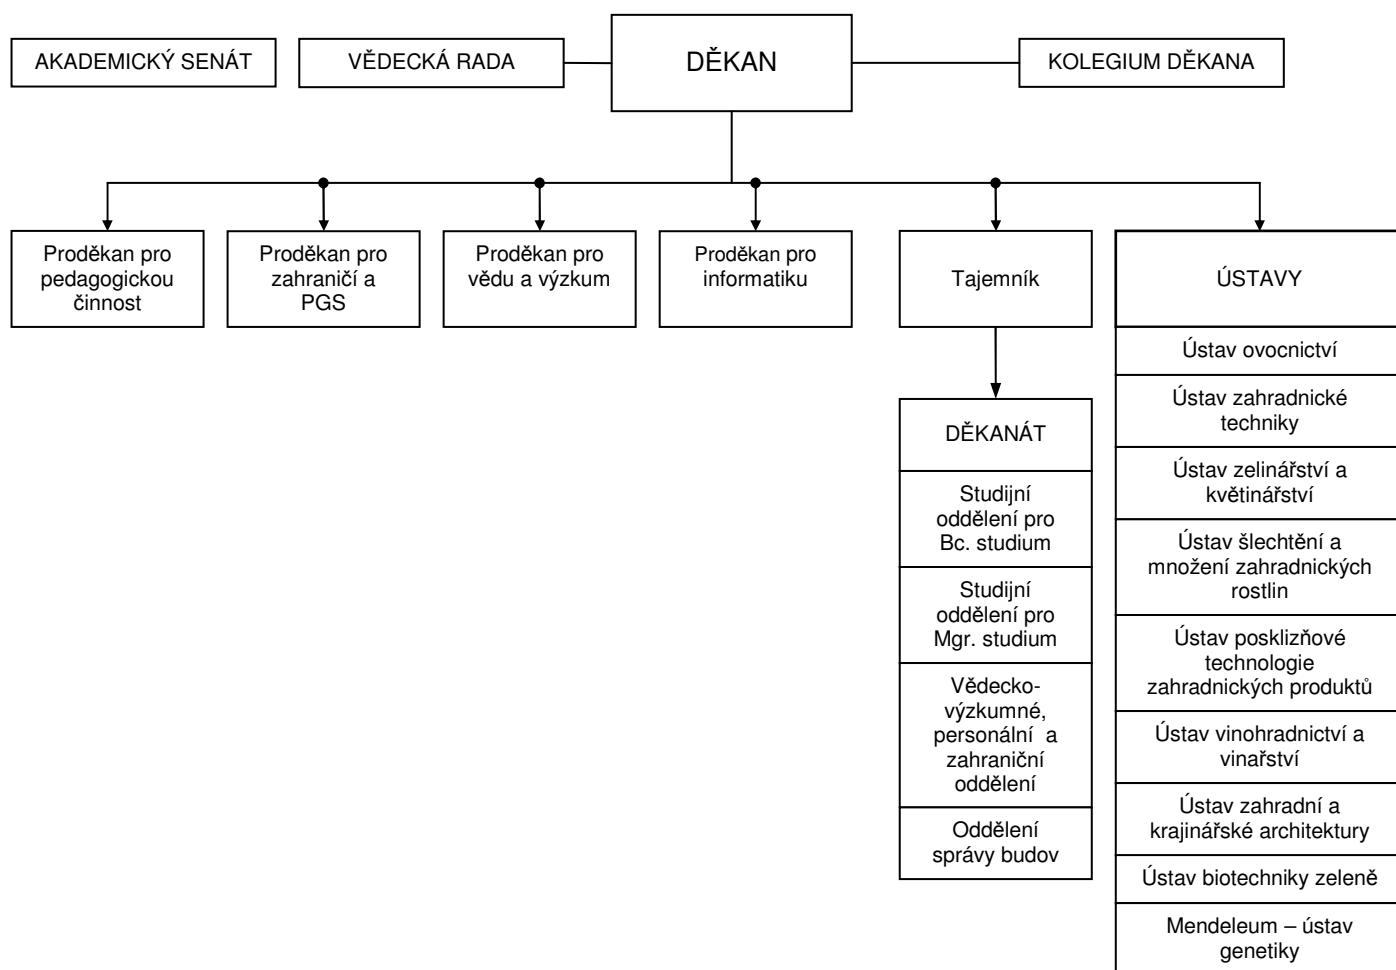 AKADEMICKÝ SENÁT
VĚDECKÁ RADA
DĚKAN
KOLEGIUM DĚKANA
Proděkan pro
pedagogickou
činnost
Proděkan pro
zahraničí a
PGS
Proděkan pro
vědu a výzkum
Proděkan pro
informatiku
Tajemník
ÚSTAVY
DĚKANÁT
Studijní
oddělení pro
Bc. studium
Studijní
oddělení pro
Mgr. studium
Vědecko-
výzkumné,
personální a
zahraniční
oddělení
Oddělení
správy budov
Ústav ovocnictví
Ústav zahradnické
techniky
Ústav zelinářství a
květinářství
Ústav šlechtění a
množení zahradnických
rostlin
Ústav posklizňové
technologie
zahradnických produktů
Ústav vinohradnictví a
vinařství
Ústav zahradní a
krajinářské architektury
Ústav biotechniky zeleně
Mendeleum – ústav
genetiky